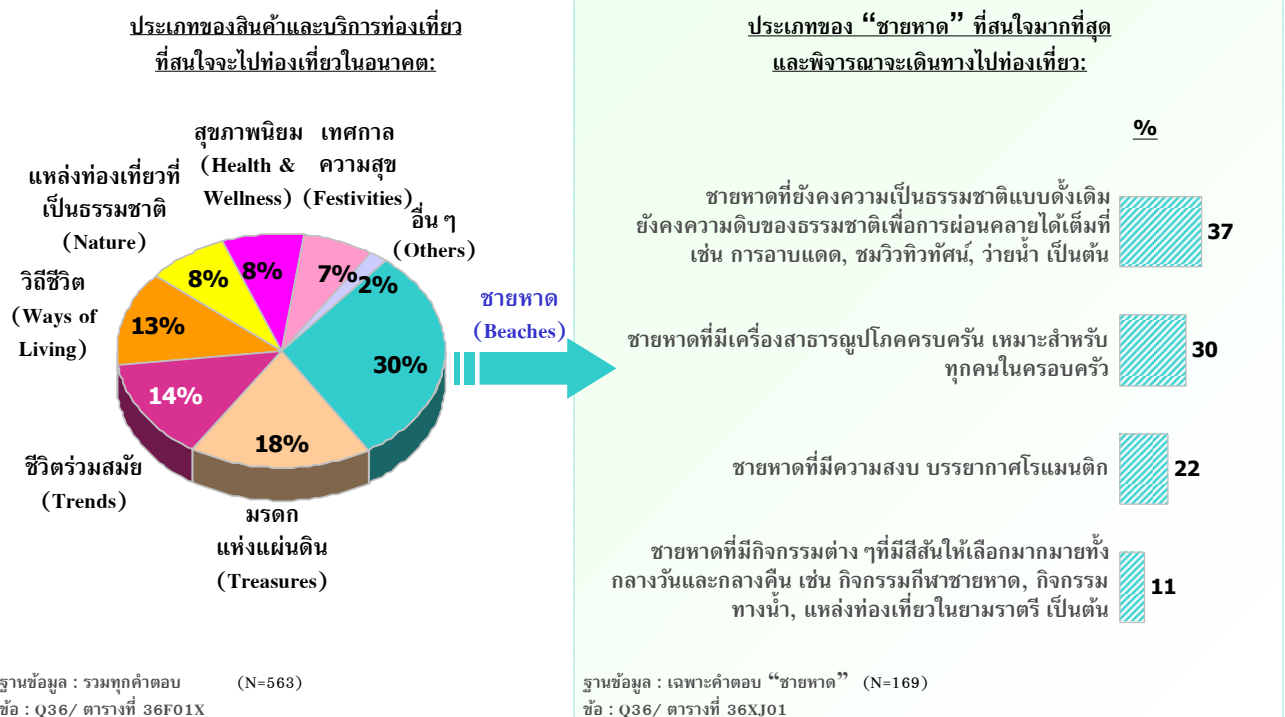 ประเภทของสินค้าและบริการท่องเที่ยว
ที่สนใจจะไปท่องเที่ยวในอนาคต:
สุขภาพนิยม
(Health &
Wellness)
เทศกาล
ความสุข
(Festivities)
แหล่งท่องเที่ยวที่
เป็นธรรมชาติ
(Nature)
อื่น ๆ
(Others)
วิถีชีวิต
(Ways of
Living)
8%
8%
7%
2%
13%
30%
14%
18%
ชายหาด
(Beaches)
ชีวิตร่วมสมัย
(Trends)
มรดก
แห่งแผ่นดิน
(Treasures)
ฐานข้อมูล : รวมทุกคำตอบ (N=563)
ข้อ : Q36/ ตารางที่ 36F01X
ประเภทของ “ชายหาด” ที่สนใจมากที่สุด
และพิจารณาจะเดินทางไปท่องเที่ยว:
%
ชายหาดที่ยังคงความเป็นธรรมชาติแบบดั้งเดิม
ยังคงความดิบของธรรมชาติเพื่อการผ่อนคลายได้เต็มที่
เช่น การอาบแดด, ชมวิวทิวทัศน์, ว่ายน้ำ เป็นต้น
37
ชายหาดที่มีเครื่องสาธารณูปโภคครบครัน เหมาะสำหรับ
ทุกคนในครอบครัว
30
ชายหาดที่มีความสงบ บรรยากาศโรแมนติก
22
ชายหาดที่มีกิจกรรมต่าง ๆที่มีสีสันให้เลือกมากมายทั้ง
กลางวันและกลางคืน เช่น กิจกรรมกีฬาชายหาด, กิจกรรม
ทางน้ำ, แหล่งท่องเที่ยวในยามราตรี เป็นต้น
11
ฐานข้อมูล : เฉพาะคำตอบ “ชายหาด” (N=169)
ข้อ : Q36/ ตารางที่ 36XJ01